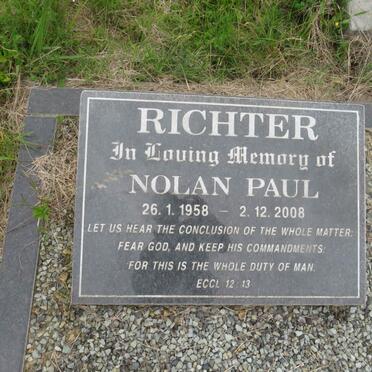 RICHTER
In Loving Memory of
NOLAN PAUL
26. 1. 1958 – 2. 12. 2008
LET US HEAR THE CONCLUSION OF THE WHOLE MATTER:
FEAR GOD, AND KEEP HIS COMMANDMENTS:
FOR THIS IS THE WHOLE DUTY OF MAN.
ECCL 12:13